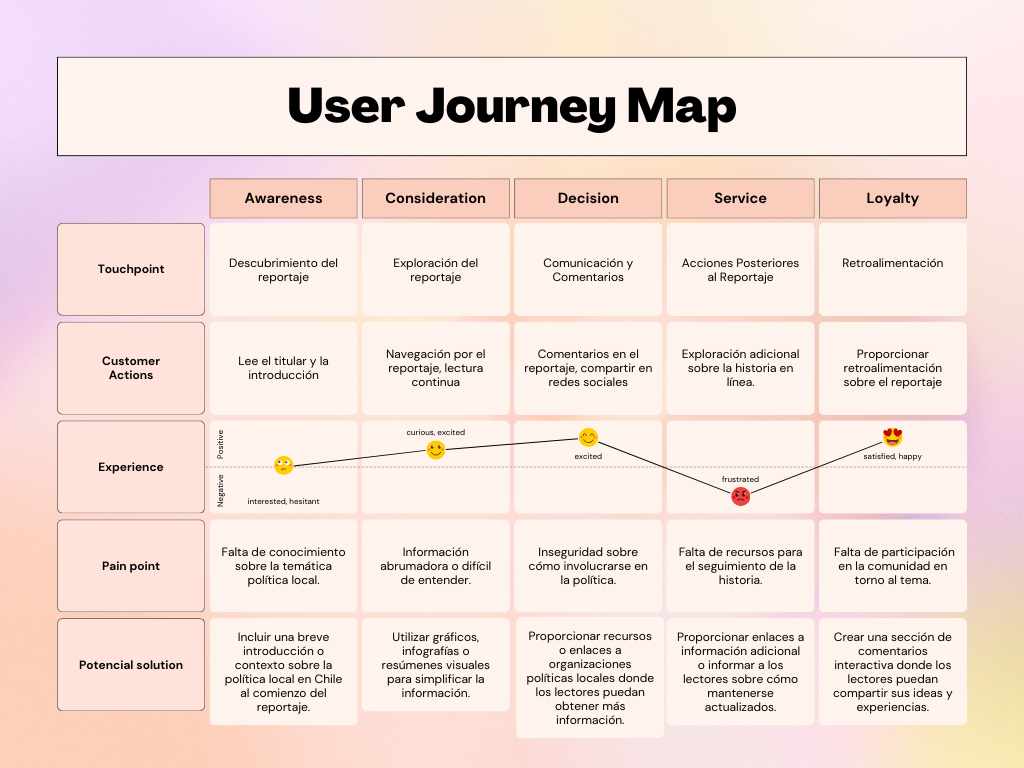 User Journey Map
Awareness
Consideration
Decision
Service
Loyalty
Touchpoint
Descubrimiento del
reportaje
Exploración del
reportaje
Comunicación y
Comentarios
Acciones Posteriores
al Reportaje
Retroalimentación
Customer
Actions
Lee el titular y la
introducción
Navegación por el
reportaje, lectura
continua
Comentarios en el
reportaje, compartir en
redes sociales
Exploración adicional
sobre la historia en
línea.
Proporcionar
retroalimentación
sobre el reportaje
Experience
Positive
Negative
interested, hesitant
curious, excited
excited
frustrated
satisfied, happy
Pain point
Falta de conocimiento
sobre la temática
política local.
Información
abrumadora o difícil
de entender.
Inseguridad sobre
cómo involucrarse en
la política.
Falta de recursos para
el seguimiento de la
historia.
Falta de participación
en la comunidad en
torno al tema.
Potencial solution
Incluir una breve
introducción o
contexto sobre la
política local en Chile
al comienzo del
reportaje.
Utilizar gráficos,
infografías o
resúmenes visuales
para simplificar la
información.
Proporcionar recursos
o enlaces a
organizaciones
políticas locales donde
los lectores puedan
obtener más
información.
Proporcionar enlaces a
información adicional
o informar a los
lectores sobre cómo
mantenerse
actualizados.
Crear una sección de
comentarios
interactiva donde los
lectores puedan
compartir sus ideas y
experiencias.